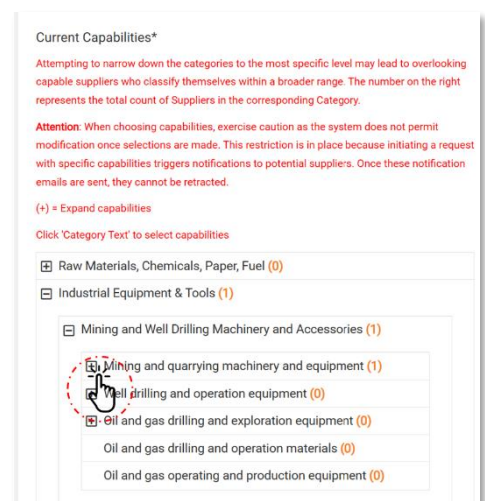 Current Capabilities*
Attempting to narrow down the categories to the most specific level may lead to overlooking
capable suppliers who classify themselves within a broader range. The number on the right
represents the total count of Suppliers in the corresponding Category.
Attention: When choosing capabilities, exercise caution as the system does not permit
modification once selections are made. This restriction is in place because initiating a request
with specific capabilities triggers notifications to potential suppliers. Once these notification
emails are sent, they cannot be retracted.
(+) = Expand capabilities
Click 'Category Text' to select capabilities
Raw Materials, Chemicals, Paper, Fuel (0)
Industrial Equipment & Tools (1)
Mining and Well Drilling Machinery and Accessories (1)
Mining and quarrying machinery and equipment (1)
Well drilling and operation equipment (0)
Oil and gas drilling and exploration equipment (0)
Oil and gas drilling and operation materials (0)
Oil and gas operating and production equipment (0)